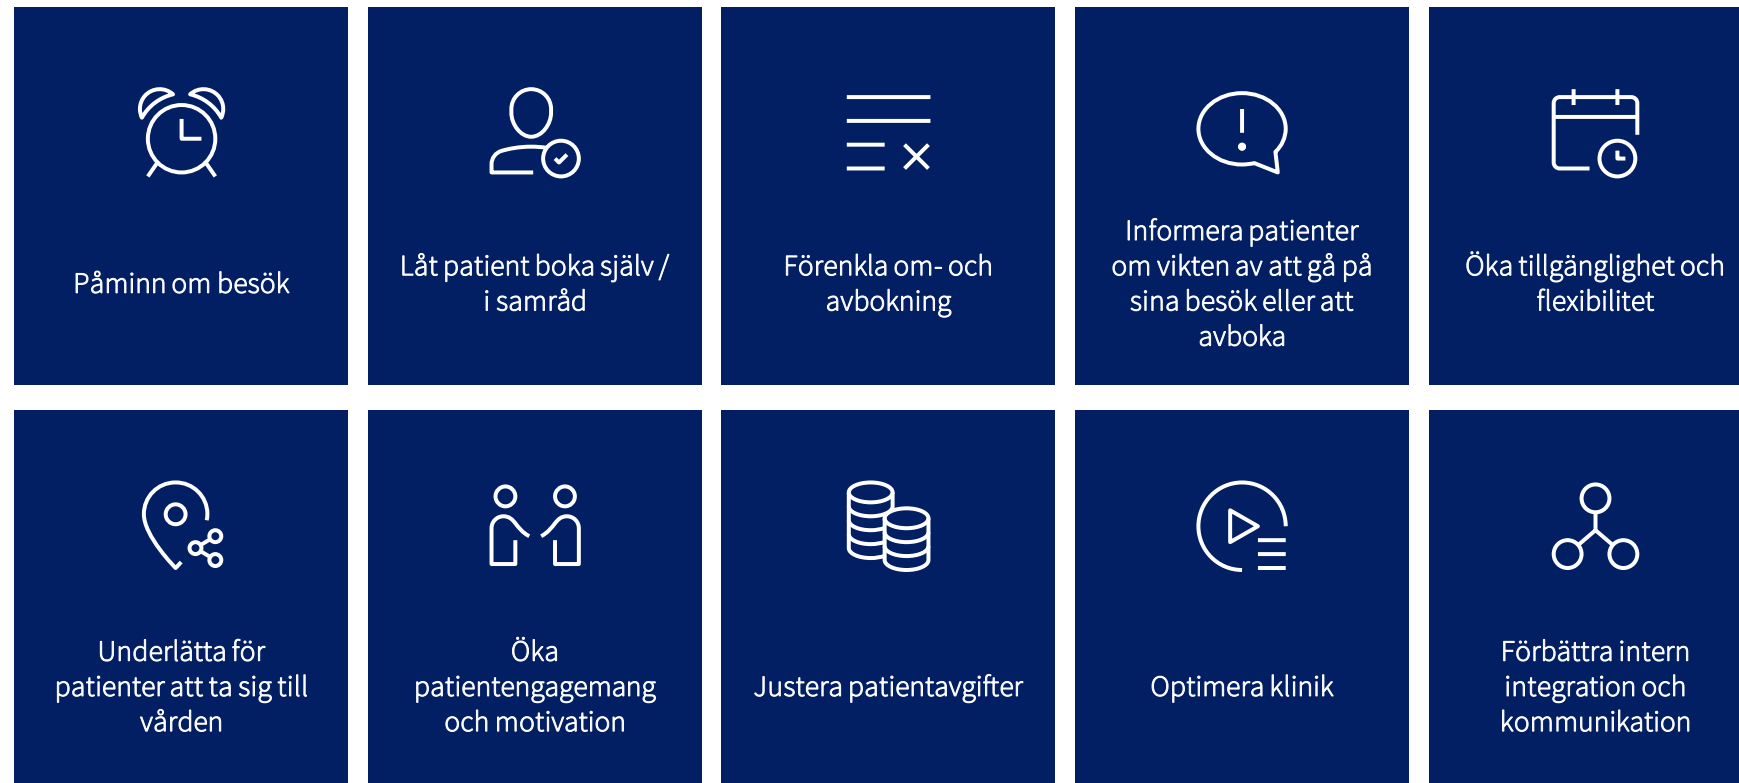 Påminn om besök
Låt patient boka själv /
i samråd
Förenkla om- och
avbokning
Informera patienter
om vikten av att gå på
sina besök eller att
avboka
Öka tillgänglighet och
flexibilitet
Underlätta för
patienter att ta sig till
vården
Öka
patientengagemang
och motivation
Justera patientavgifter
Optimera klinik
Förbättra intern
integration och
kommunikation